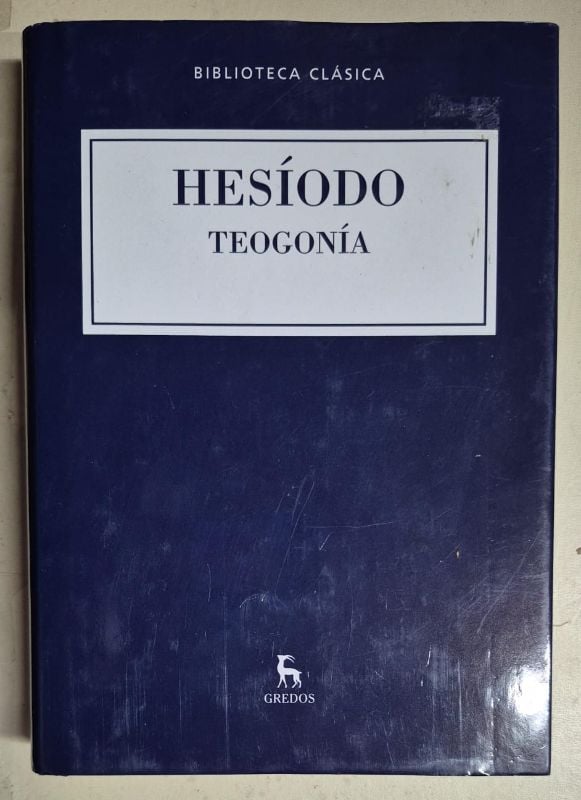 BIBLIOTECA CLÁSICA
HESÍODO
TEOGONÍA
GREDOS